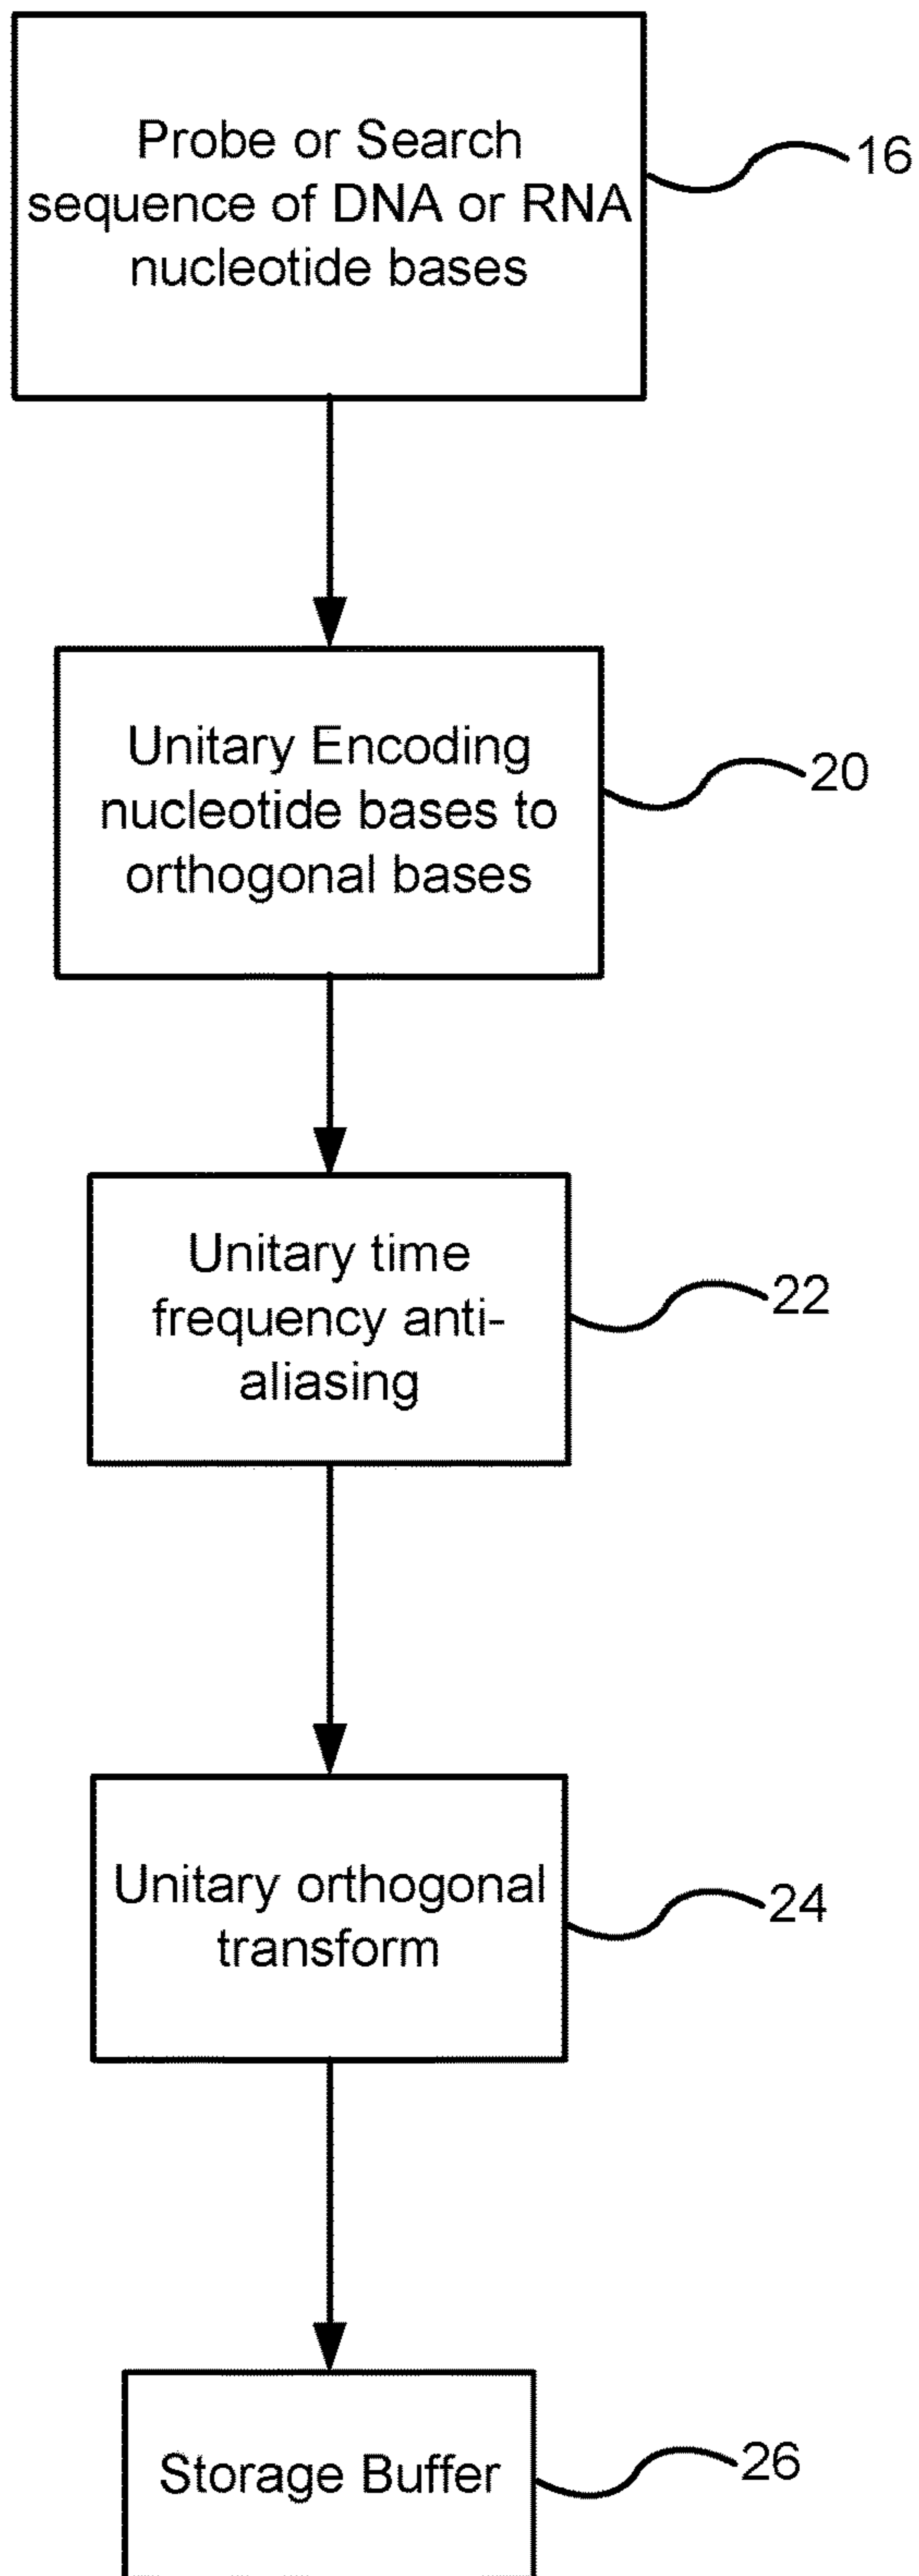 Probe or Search
sequence of DNA or RNA
nucleotide bases
16
Unitary Encoding
nucleotide bases to
orthogonal bases
20
Unitary time
frequency anti-
aliasing
22
Unitary orthogonal
transform
24
Storage Buffer
26